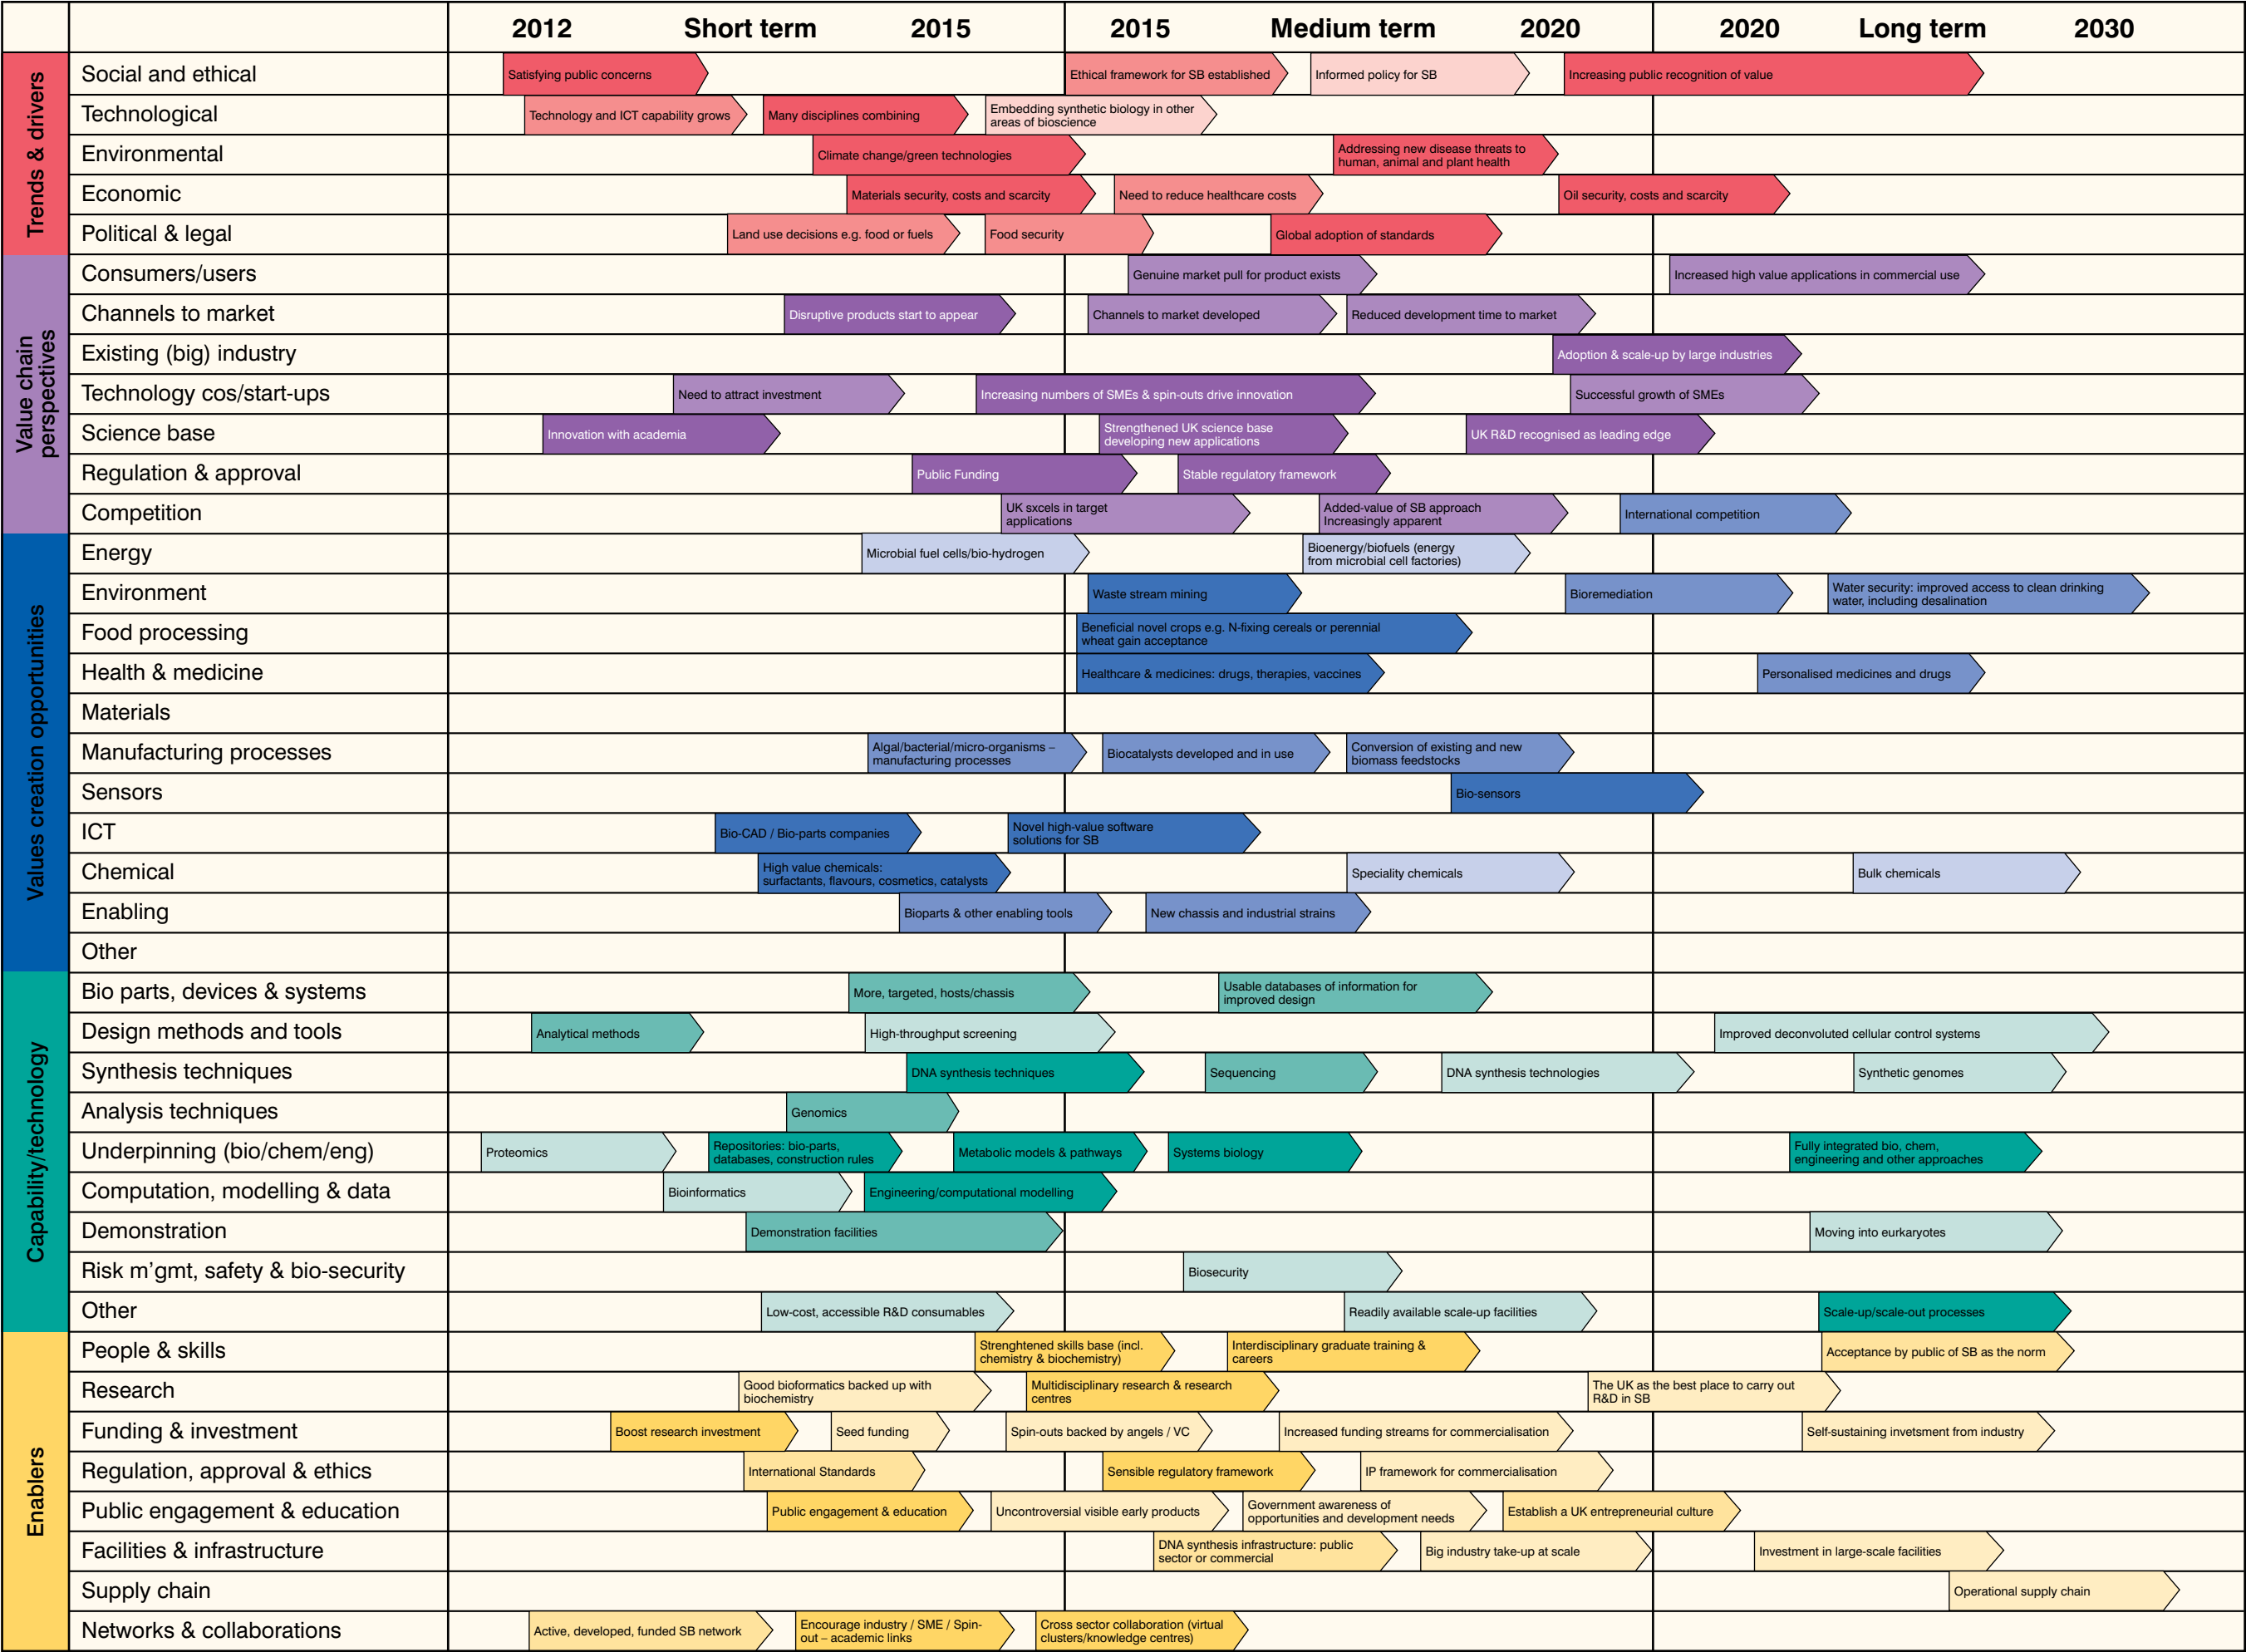 2012 Short term 2015 2015 Medium term 2020 2020 Long term 2030
Trends & drivers
Social and ethical
Satisfying public concerns
Ethical framework for SB established
Informed policy for SB
Increasing public recognition of value
Technological
Technology and ICT capability grows
Many disciplines combining
Embedding synthetic biology in other
areas of bioscience
Environmental
Climate change/green technologies
Addressing new disease threats to
human, animal and plant health
Economic
Materials security, costs and scarcity
Need to reduce healthcare costs
Oil security, costs and scarcity
Political & legal
Land use decisions e.g. food or fuels
Food security
Global adoption of standards
Value chain
perspectives
Consumers/users
Genuine market pull for product exists
Increased high value applications in commercial use
Channels to market
Disruptive products start to appear
Channels to market developed
Reduced development time to market
Existing (big) industry
Adoption & scale-up by large industries
Technology cos/start-ups
Need to attract investment
Increasing numbers of SMEs & spin-outs drive innovation
Successful growth of SMEs
Science base
Innovation with academia
Strengthened UK science base
developing new applications
UK R&D recognised as leading edge
Regulation & approval
Public Funding
Stable regulatory framework
Competition
UK sxcels in target
applications
Added-value of SB approach
Increasingly apparent
International competition
Values creation opportunities
Energy
Microbial fuel cells/bio-hydrogen
Bioenergy/biofuels (energy
from microbial cell factories)
Environment
Waste stream mining
Bioremediation
Water security: improved access to clean drinking
water, including desalination
Food processing
Beneficial novel crops e.g. N-fixing cereals or perennial
wheat gain acceptance
Health & medicine
Healthcare & medicines: drugs, therapies, vaccines
Personalised medicines and drugs
Materials
Manufacturing processes
Algal/bacterial/micro-organisms –
manufacturing processes
Biocatalysts developed and in use
Conversion of existing and new
biomass feedstocks
Sensors
Bio-sensors
ICT
Bio-CAD / Bio-parts companies
Novel high-value software
solutions for SB
Chemical
High value chemicals:
surfactants, flavours, cosmetics, catalysts
Speciality chemicals
Bulk chemicals
Enabling
Bioparts & other enabling tools
New chassis and industrial strains
Other
Capability/technology
Bio parts, devices & systems
More, targeted, hosts/chassis
Usable databases of information for
improved design
Design methods and tools
Analytical methods
High-throughput screening
Improved deconvoluted cellular control systems
Synthesis techniques
DNA synthesis techniques
Sequencing
DNA synthesis technologies
Synthetic genomes
Analysis techniques
Genomics
Underpinning (bio/chem/eng)
Proteomics
Repositories: bio-parts,
databases, construction rules
Metabolic models & pathways
Systems biology
Fully integrated bio, chem,
engineering and other approaches
Computation, modelling & data
Bioinformatics
Engineering/computational modelling
Demonstration
Demonstration facilities
Moving into eurkaryotes
Risk m’gmt, safety & bio-security
Biosecurity
Other
Low-cost, accessible R&D consumables
Readily available scale-up facilities
Scale-up/scale-out processes
Enablers
People & skills
Strenghtened skills base (incl.
chemistry & biochemistry)
Interdisciplinary graduate training &
careers
Acceptance by public of SB as the norm
Research
Good bioformatics backed up with
biochemistry
Multidisciplinary research & research
centres
The UK as the best place to carry out
R&D in SB
Funding & investment
Boost research investment
Seed funding
Spin-outs backed by angels / VC
Increased funding streams for commercialisation
Self-sustaining invetsment from industry
Regulation, approval & ethics
International Standards
Sensible regulatory framework
IP framework for commercialisation
Public engagement & education
Public engagement & education
Uncontroversial visible early products
Government awareness of
opportunities and development needs
Establish a UK entrepreneurial culture
Facilities & infrastructure
DNA synthesis infrastructure: public
sector or commercial
Big industry take-up at scale
Investment in large-scale facilities
Supply chain
Operational supply chain
Networks & collaborations
Active, developed, funded SB network
Encourage industry / SME / Spin-
out – academic links
Cross sector collaboration (virtual
clusters/knowledge centres)